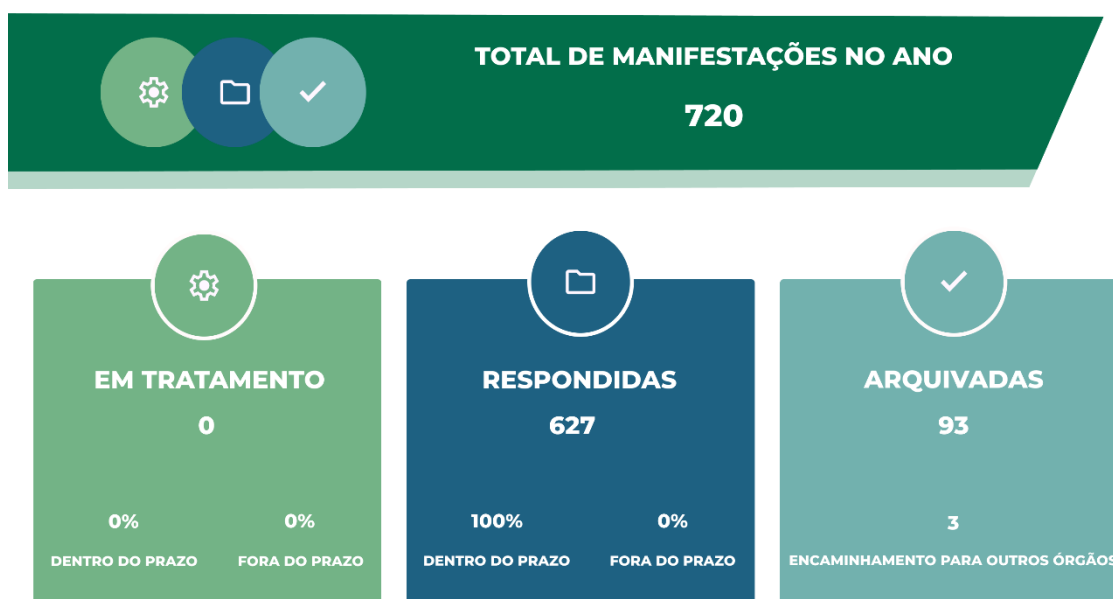 TOTAL DE MANIFESTAÇÕES NO ANO
720
EM TRATAMENTO
0
0%
0%
DENTRO DO PRAZO
FORA DO PRAZO
RESPONDIDAS
627
100%
0%
DENTRO DO PRAZO
FORA DO PRAZO
ARQUIVADAS
93
3
ENCAMINHAMENTO PARA OUTROS ÓRGÃOS